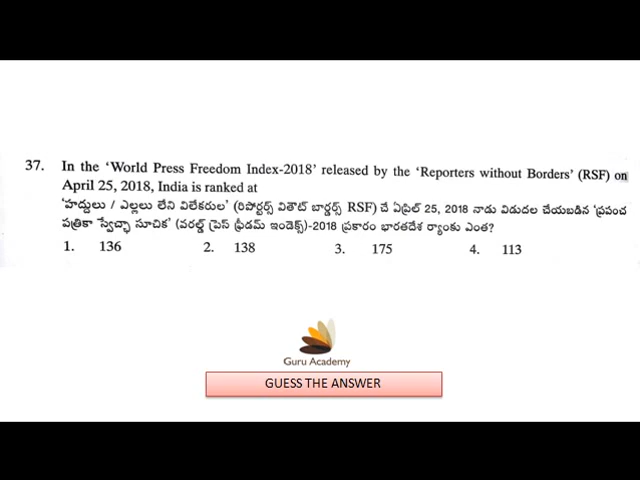 37. In the ‘World Press Freedom Index-2018’ released by the ‘Reporters without Borders’ (RSF) on
April 25, 2018, India is ranked at
‘హద్దులు / ఎల్లలు లేని విలేకరుల’ (రిపోర్టర్స్ వితౌట్ బార్డర్స్ RSF) చే ఏప్రిల్ 25, 2018 నాడు విడుదల చేయబడిన ‘ప్రపంచ
పత్రికా స్వేచ్ఛా సూచిక’ (వరల్డ్ ప్రెస్ ఫ్రీడమ్ ఇండెక్స్)-2018 ప్రకారం భారతదేశ ర్యాంకు ఎంత?
1. 136 2. 138 3. 175 4. 113
Guru Academy
GUESS THE ANSWER